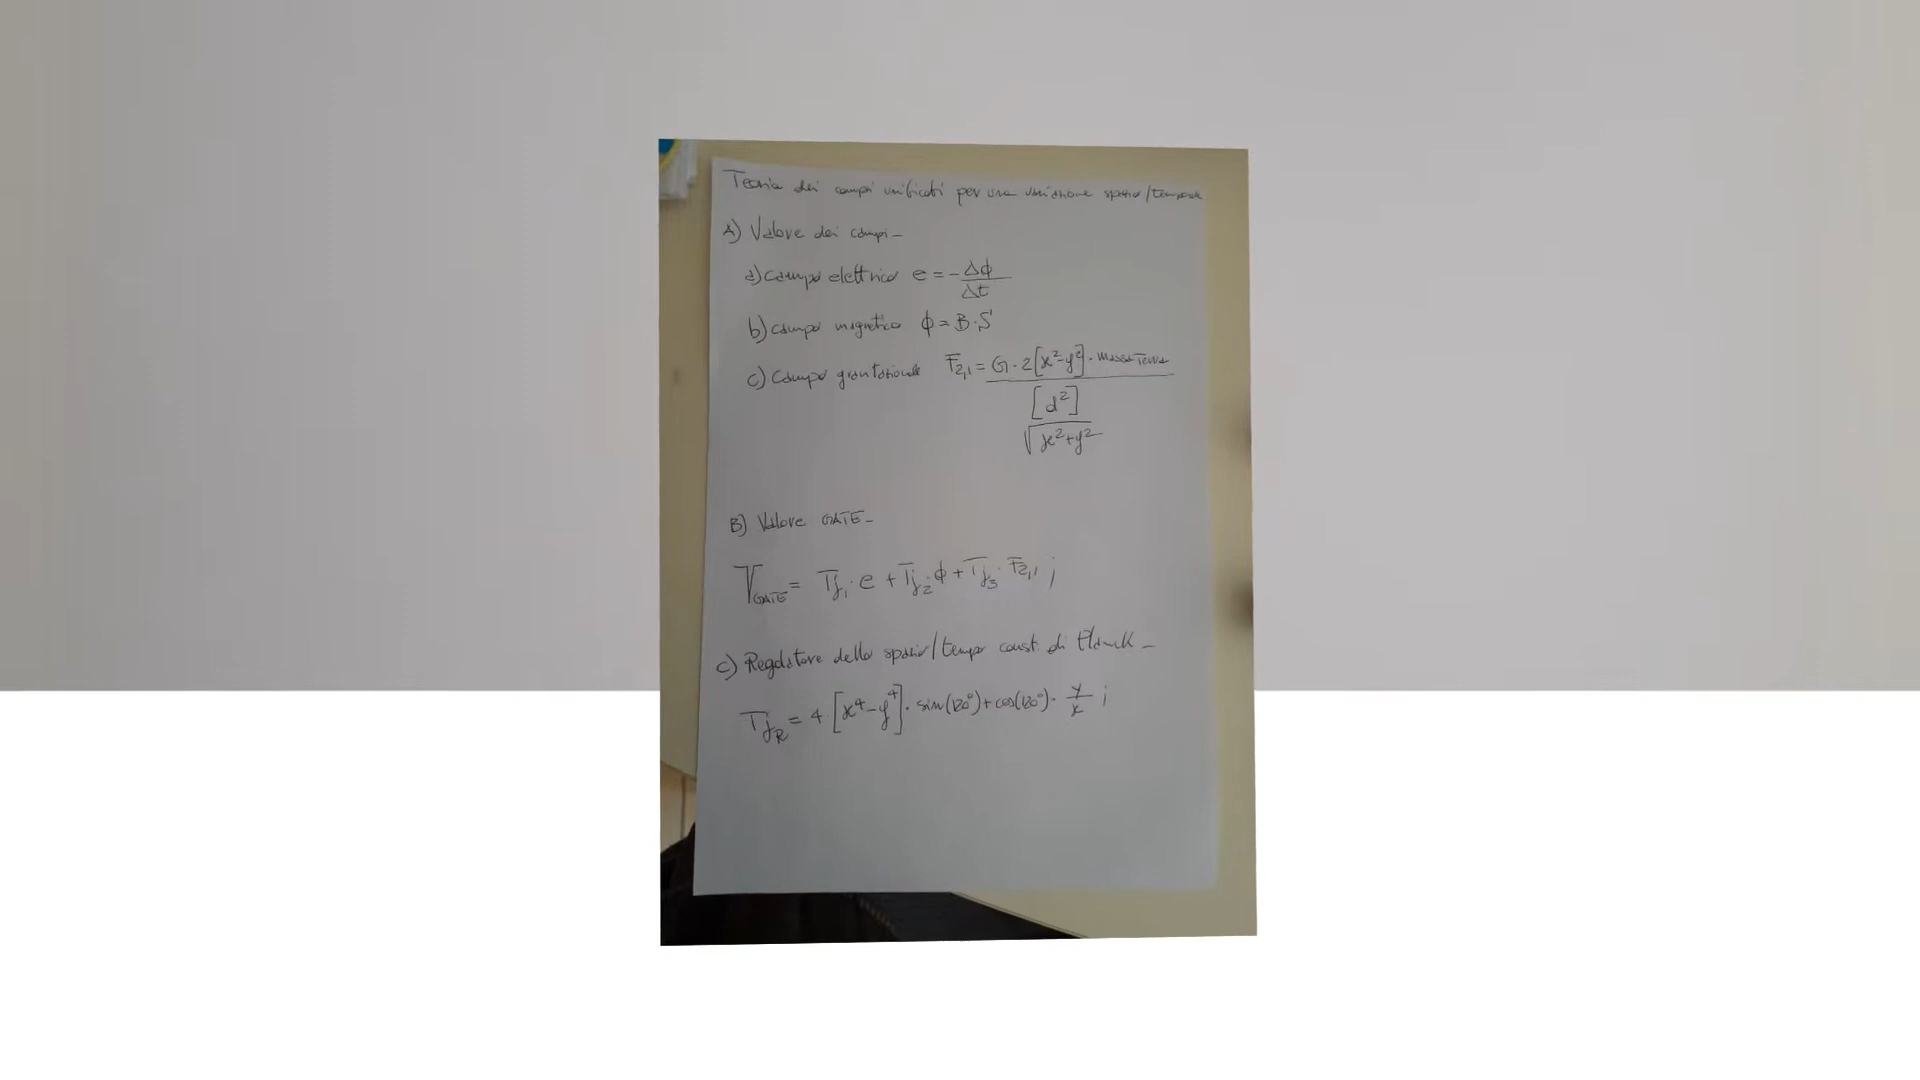 Teoria dei campi unificati per una variazione spazio/temporale
A) Valore dei campi -
a) Campo elettrico e = - Δϕ / Δt
b) Campo magnetico ϕ = B · S
c) Campo gravitazionale F2,1 = G · 2[x² - y²] · massa Terra / [d²] / √x² + y²
B) Valore GATE -
VGATE = Tj1 · e + Tj2 · ϕ + Tj3 · F2,1 j
C) Regolatore dello spazio/tempo cost. di Planck -
TjR = 4 [x⁴ - y⁴] · sin(120°) + cos(120°) · y/x j